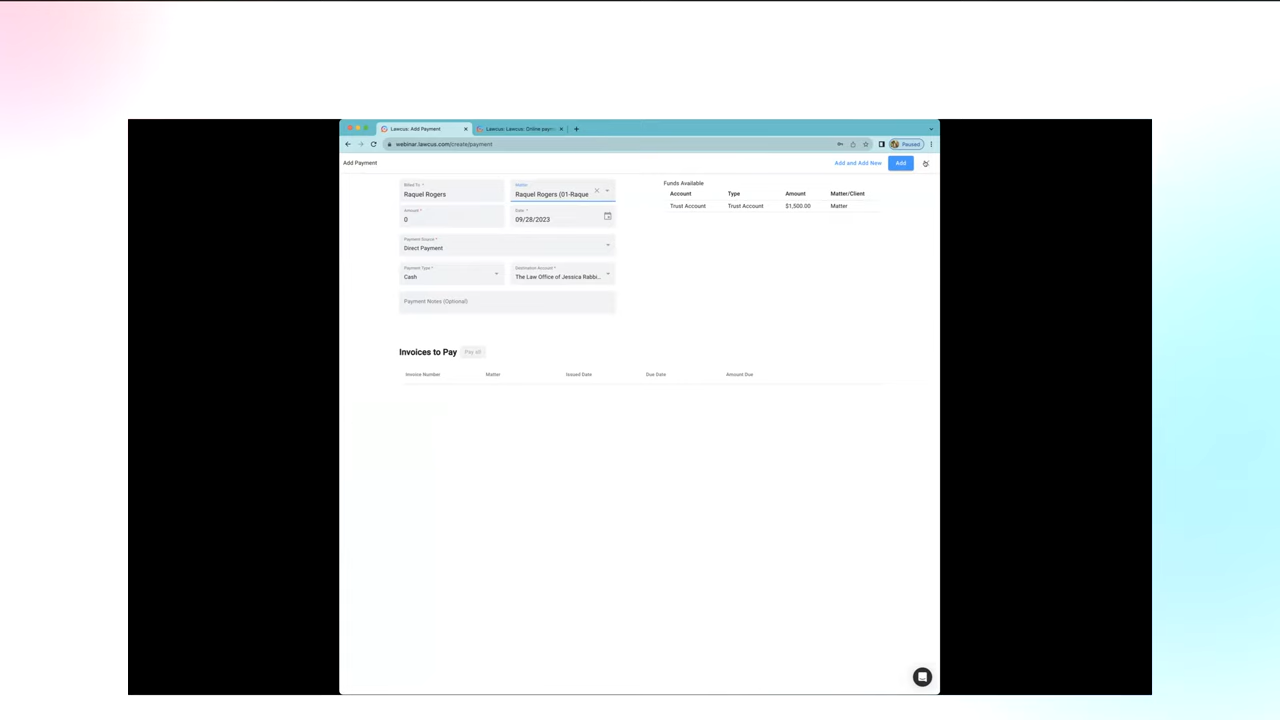 Lawcus: Add Payment
Lawcus: Lawcus: Online paym
webinar.lawcus.com/create/payment
Paused
Add Payment
Add and Add New
Add
Billed To *
Raquel Rogers
Matter
Raquel Rogers (01-Raque
Amount *
0
Date *
09/28/2023
Payment Source *
Direct Payment
Payment Type *
Cash
Destination Account *
The Law Office of Jessica Rabbi...
Payment Notes (Optional)
Funds Available
Account Type Amount Matter/Client
Trust Account Trust Account $1,500.00 Matter
Invoices to Pay Pay all
Invoice Number Matter Issued Date Due Date Amount Due